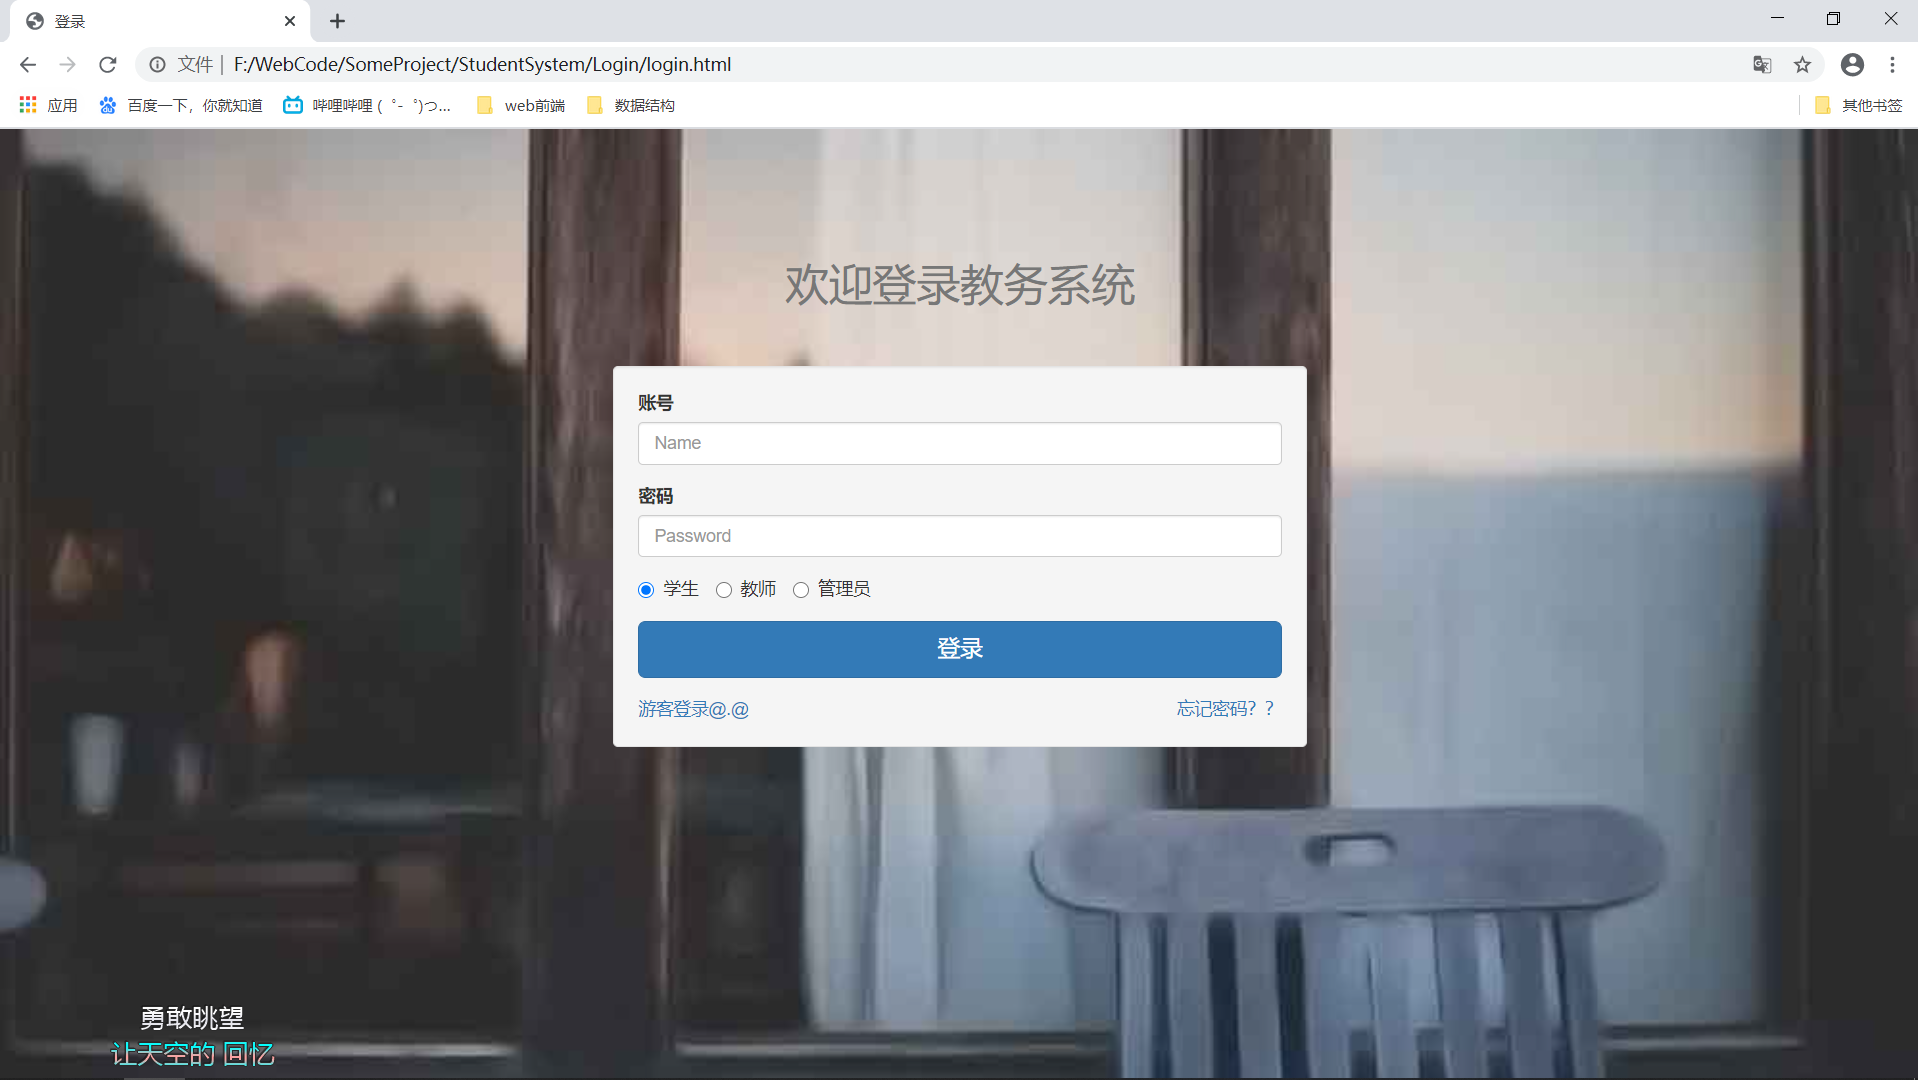 登录
文件 | F:/WebCode/SomeProject/StudentSystem/Login/login.html
应用 百度一下，你就知道 哔哩哔哩 ( ゜- ゜)つ... web前端 数据结构 其他书签
欢迎登录教务系统
账号
Name
密码
Password
学生 教师 管理员
登录
游客登录@.@ 忘记密码？？
勇敢眺望
让天空的 回忆